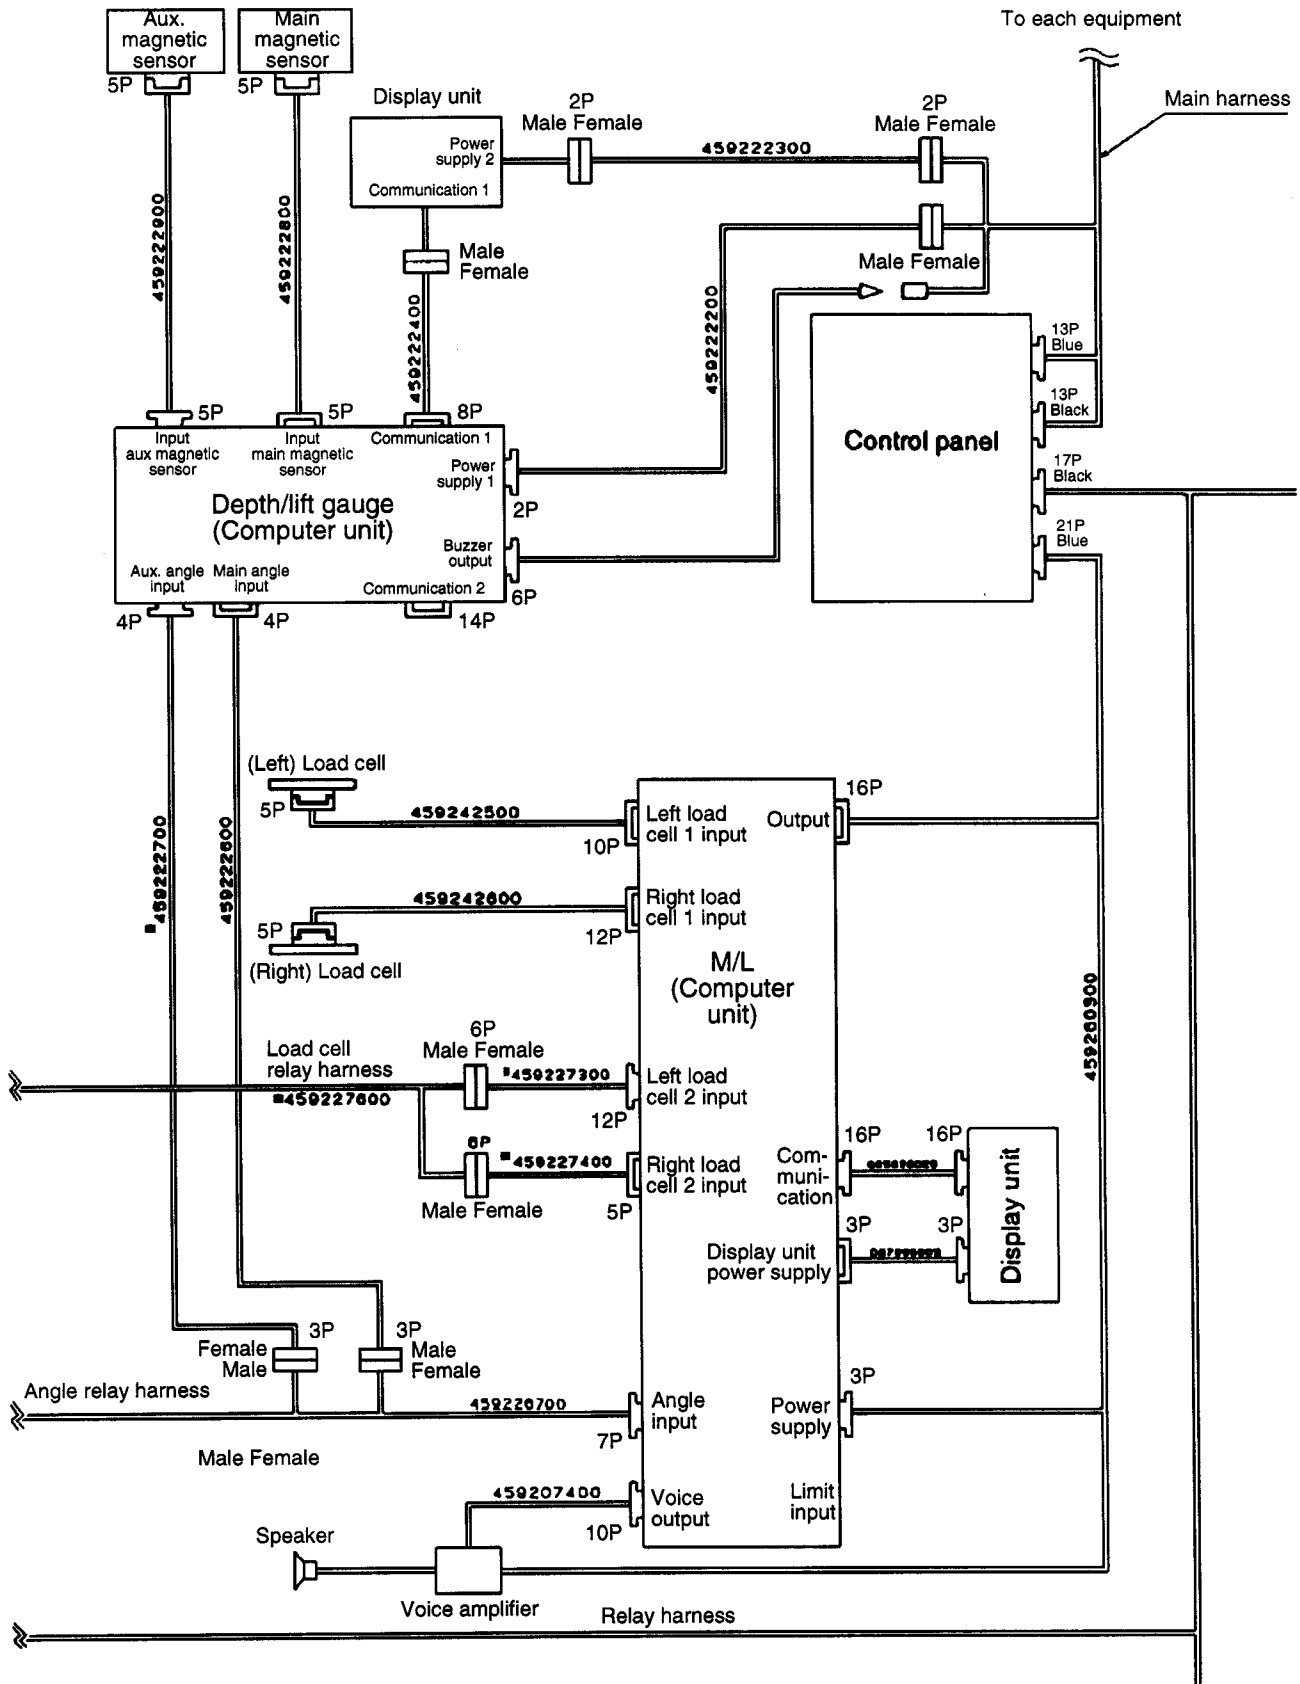 Aux.
magnetic
sensor
Main
magnetic
sensor
To each equipment
5P
5P
Display unit
2P
Male Female
2P
Male Female
Main harness
Power
supply 2
Communication 1
459222300
459222900
459222800
Male
Female
Male Female
459222400
459222200
13P
Blue
13P
Black
17P
Black
21P
Blue
Control panel
5P
5P
8P
Input
aux magnetic
sensor
Input
main magnetic
sensor
Communication 1
Power
supply 1
2P
Depth/lift gauge
(Computer unit)
Buzzer
output
6P
Aux. angle
input
Main angle
input
Communication 2
4P
4P
14P
(Left) Load cell
5P
459242500
10P
Left load
cell 1 input
Output
16P
459222700
459222600
459242600
5P
12P
Right load
cell 1 input
(Right) Load cell
M/L
(Computer
unit)
459260900
Load cell
relay harness
459227600
6P
Male Female
459227300
12P
Left load
cell 2 input
6P
459227400
Male Female
5P
Right load
cell 2 input
Com-
muni-
cation
16P
16P
Display unit
power supply
3P
3P
Display unit
Female
Male
3P
3P
Male
Female
Angle relay harness
459226700
7P
Angle
input
Power
supply
3P
Male Female
459207400
10P
Voice
output
Limit
input
Speaker
Voice amplifier
Relay harness